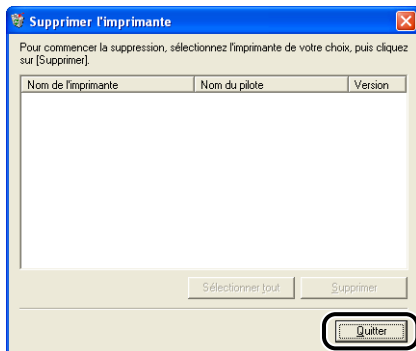 Supprimer l'imprimante
Pour commencer la suppression, sélectionnez l'imprimante de votre choix, puis cliquez
sur [Supprimer].
Nom de l'imprimante Nom du pilote Version
Sélectionner tout Supprimer
Quitter